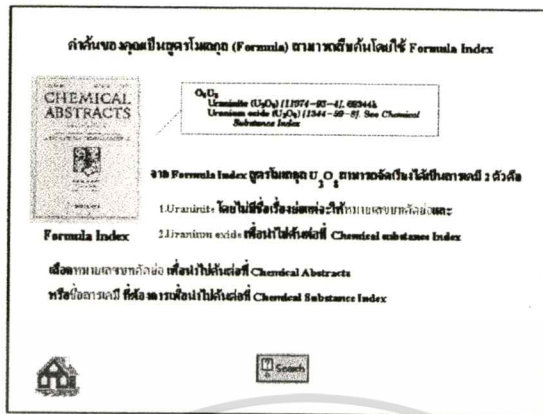 คำค้นของคุณเป็นสูตรโมเลกุล (Formula) สามารถสืบค้นโดยใช้ Formula Index
CHEMICAL
ABSTRACTS
O₈U₃
Uraninite (U₃O₈) [1
Uranium oxide (U₃O₈) [1344-59-8]. See Chemical
Substance Index
จาก Formula Index สูตรโมเลกุล U₃O₈สามารถจัดเรียงได้เป็นสารเคมี 2 ตัวคือ
1.Uraninite โดยไม่มีชื่อเรื่องย่อยแต่จะให้หมายเลขบทคัดย่อและ
2.Uranium oxide เพื่อนำไปค้นต่อที่ Chemical substance Index
Formula Index
เลือกหมายเลขบทคัดย่อ เพื่อนำไปค้นต่อที่ Chemical Abstracts
หรือชื่อสารเคมี ที่ต้องการเพื่อนำไปค้นต่อที่ Chemical Substance Index
Search